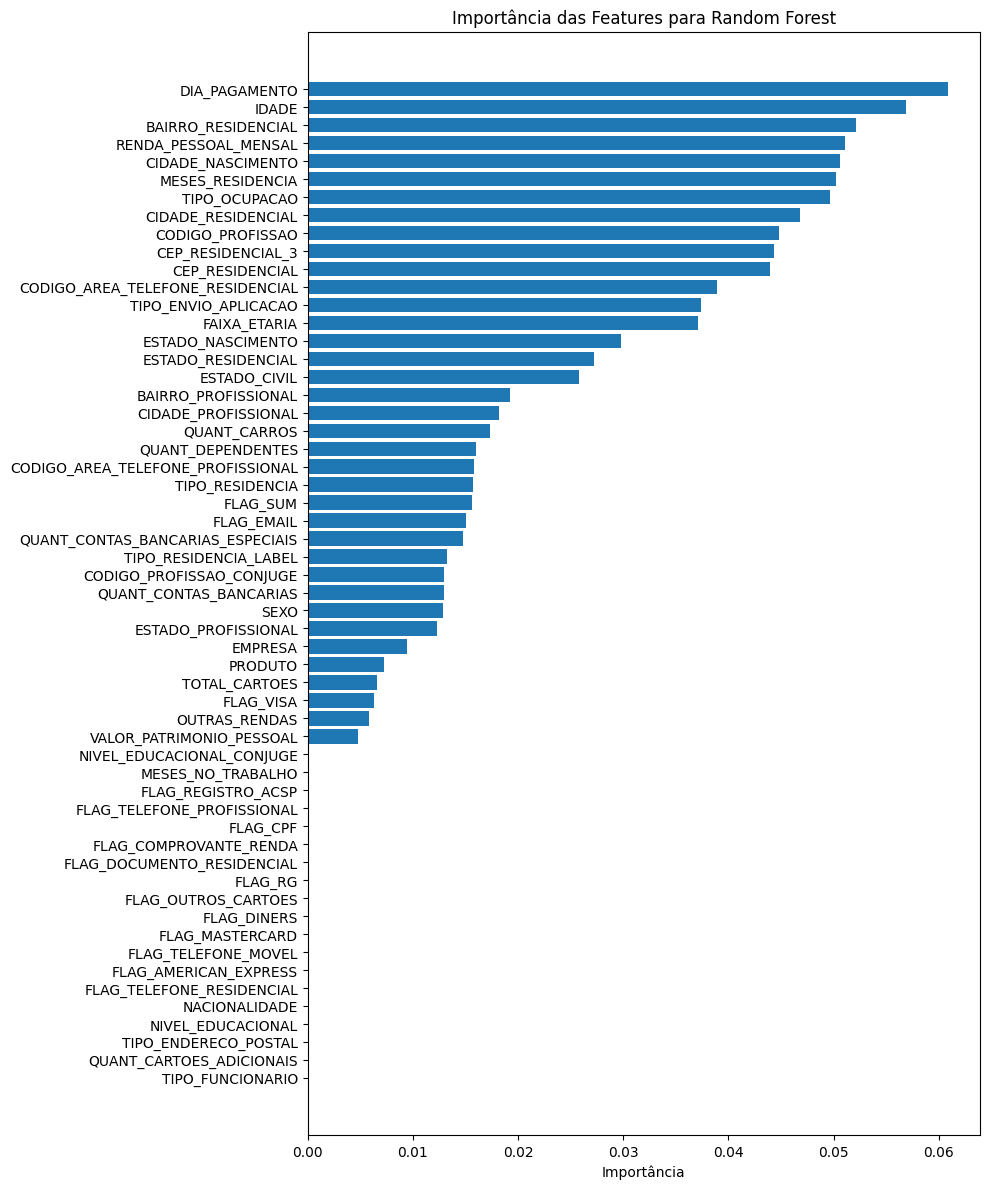 Importância das Features para Random Forest
DIA_PAGAMENTO
IDADE
BAIRRO_RESIDENCIAL
RENDA_PESSOAL_MENSAL
CIDADE_NASCIMENTO
MESES_RESIDENCIA
TIPO_OCUPACAO
CIDADE_RESIDENCIAL
CODIGO_PROFISSAO
CEP_RESIDENCIAL_3
CEP_RESIDENCIAL
CODIGO_AREA_TELEFONE_RESIDENCIAL
TIPO_ENVIO_APLICACAO
FAIXA_ETARIA
ESTADO_NASCIMENTO
ESTADO_RESIDENCIAL
ESTADO_CIVIL
BAIRRO_PROFISSIONAL
CIDADE_PROFISSIONAL
QUANT_CARROS
QUANT_DEPENDENTES
CODIGO_AREA_TELEFONE_PROFISSIONAL
TIPO_RESIDENCIA
FLAG_SUM
FLAG_EMAIL
QUANT_CONTAS_BANCARIAS_ESPECIAIS
TIPO_RESIDENCIA_LABEL
CODIGO_PROFISSAO_CONJUGE
QUANT_CONTAS_BANCARIAS
SEXO
ESTADO_PROFISSIONAL
EMPRESA
PRODUTO
TOTAL_CARTOES
FLAG_VISA
OUTRAS_RENDAS
VALOR_PATRIMONIO_PESSOAL
NIVEL_EDUCACIONAL_CONJUGE
MESES_NO_TRABALHO
FLAG_REGISTRO_ACSP
FLAG_TELEFONE_PROFISSIONAL
FLAG_CPF
FLAG_COMPROVANTE_RENDA
FLAG_DOCUMENTO_RESIDENCIAL
FLAG_RG
FLAG_OUTROS_CARTOES
FLAG_DINERS
FLAG_MASTERCARD
FLAG_TELEFONE_MOVEL
FLAG_AMERICAN_EXPRESS
FLAG_TELEFONE_RESIDENCIAL
NACIONALIDADE
NIVEL_EDUCACIONAL
TIPO_ENDERECO_POSTAL
QUANT_CARTOES_ADICIONAIS
TIPO_FUNCIONARIO
0.00 0.01 0.02 0.03 0.04 0.05 0.06
Importância